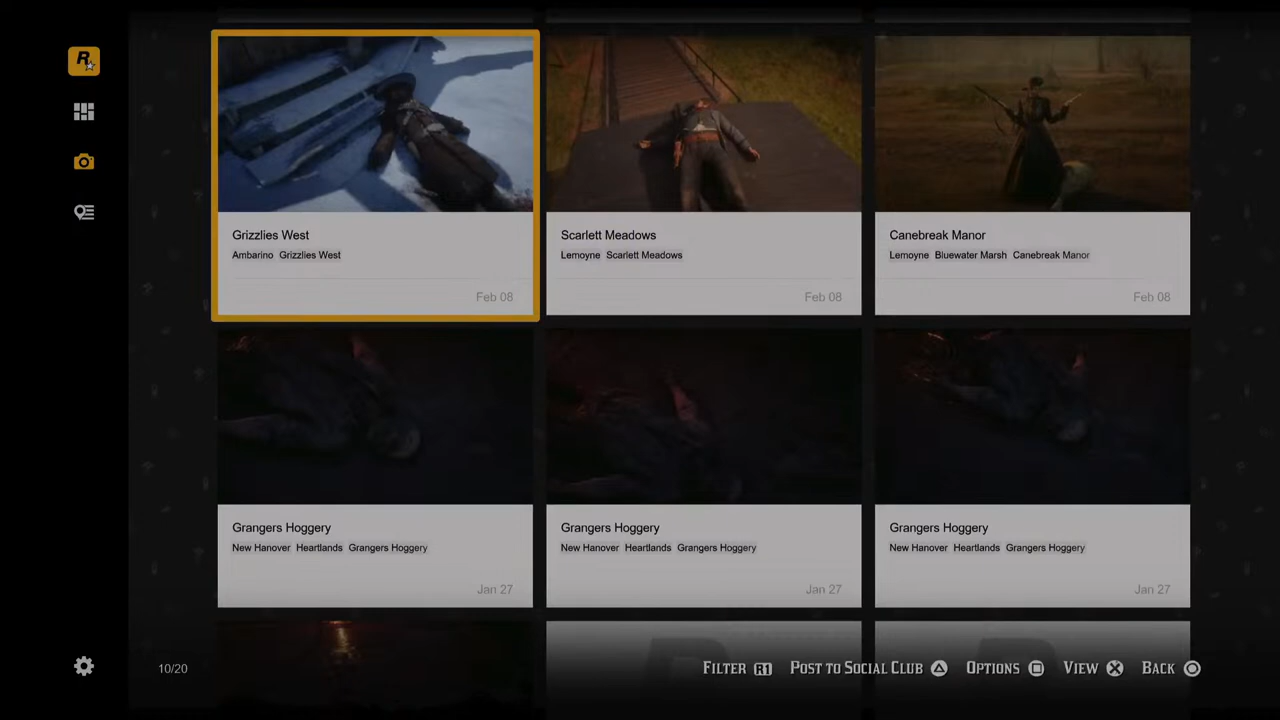 R
Grizzlies West
Ambarino Grizzlies West
Feb 08
Scarlett Meadows
Lemoyne Scarlett Meadows
Feb 08
Canebreak Manor
Lemoyne Bluewater Marsh Canebreak Manor
Feb 08
Grangers Hoggery
New Hanover Heartlands Grangers Hoggery
Jan 27
Grangers Hoggery
New Hanover Heartlands Grangers Hoggery
Jan 27
Grangers Hoggery
New Hanover Heartlands Grangers Hoggery
Jan 27
10/20
Filter R1 Post to Social Club Options View Back